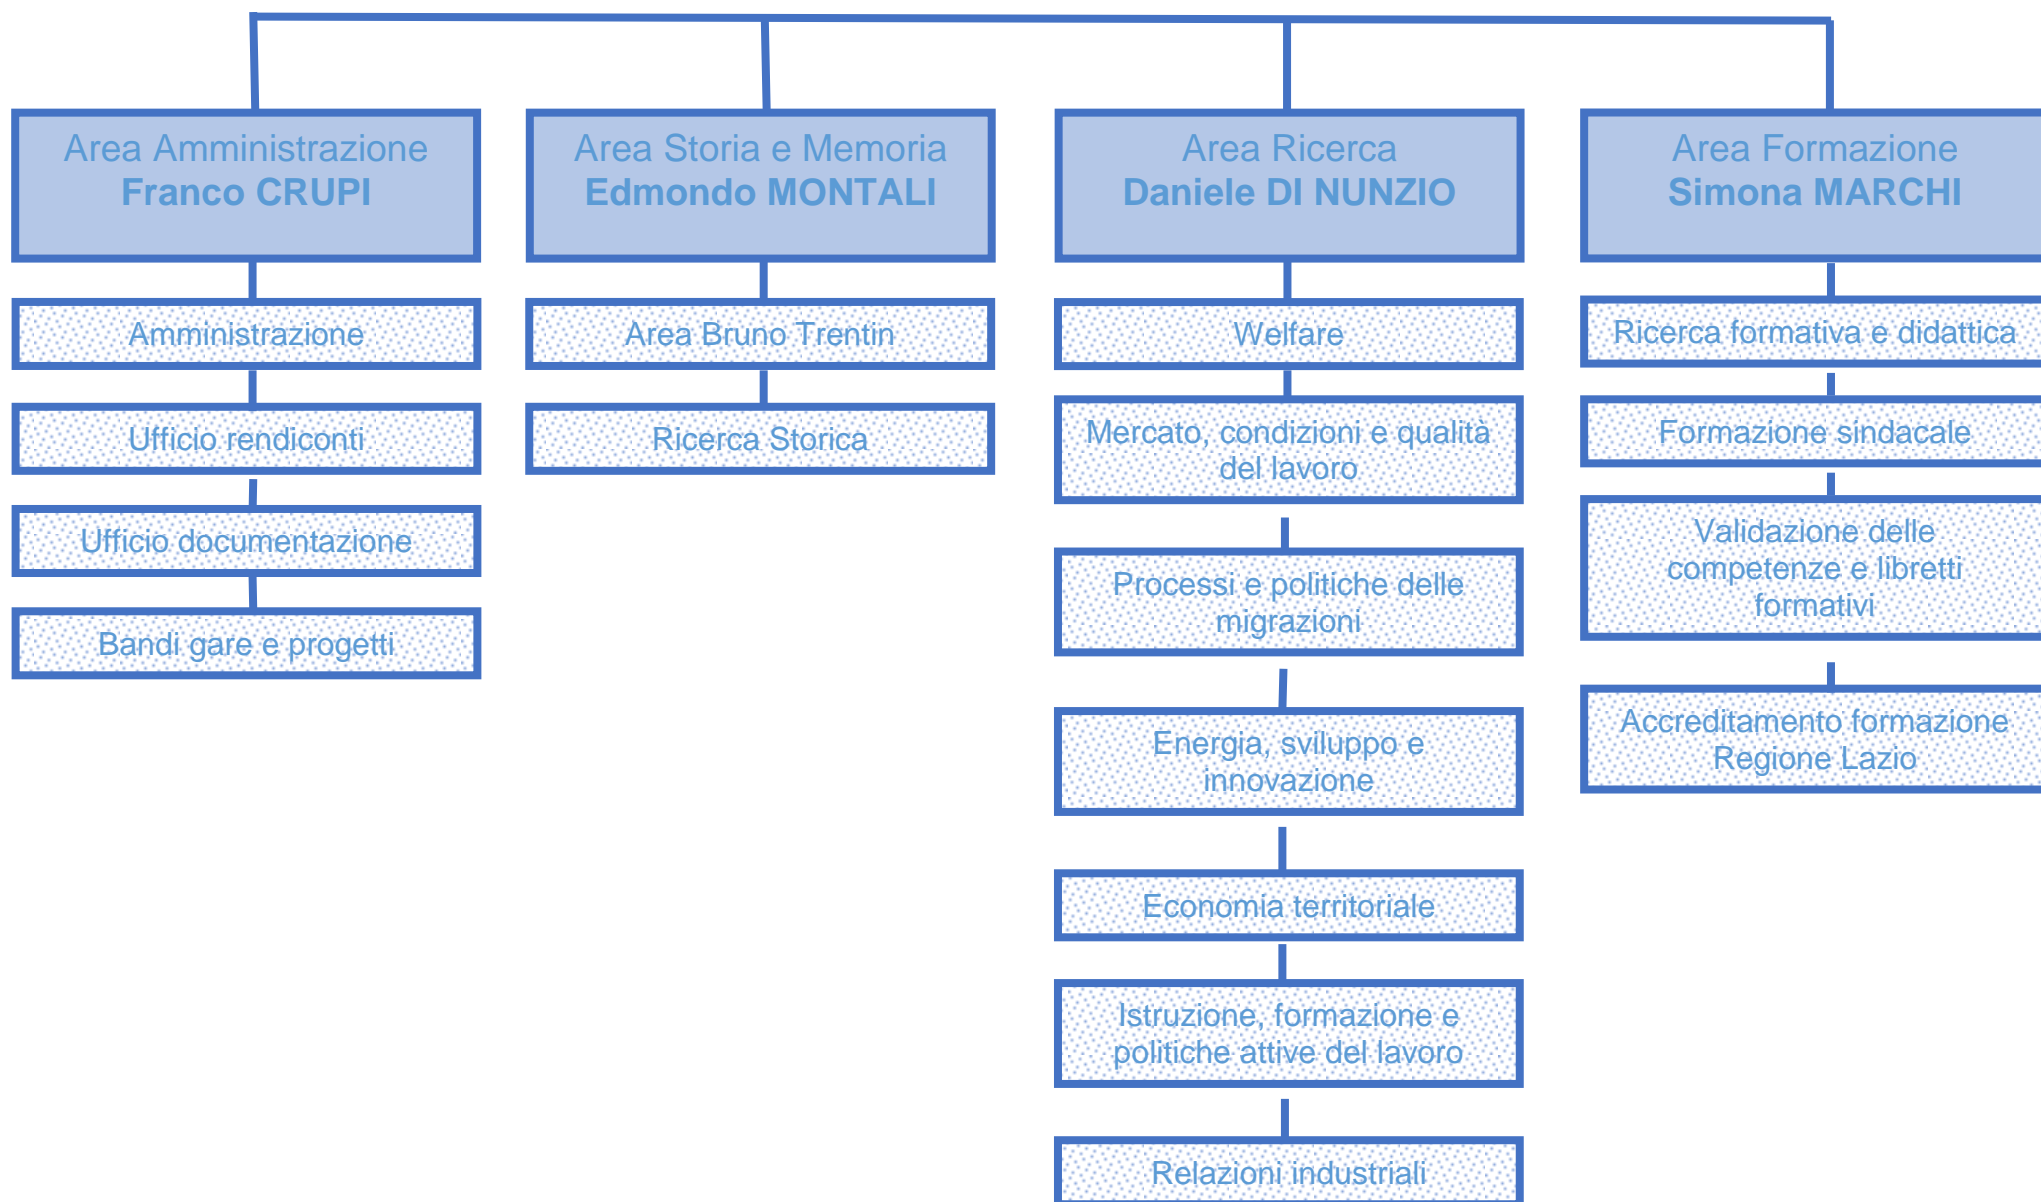 Area Amministrazione
Franco CRUPI
Amministrazione
Ufficio rendiconti
Ufficio documentazione
Bandi gare e progetti
Area Storia e Memoria
Edmondo MONTALI
Area Bruno Trentin
Ricerca Storica
Area Ricerca
Daniele DI NUNZIO
Welfare
Mercato, condizioni e qualità
del lavoro
Processi e politiche delle
migrazioni
Energia, sviluppo e
innovazione
Economia territoriale
Istruzione, formazione e
politiche attive del lavoro
Relazioni industriali
Area Formazione
Simona MARCHI
Ricerca formativa e didattica
Formazione sindacale
Validazione delle
competenze e libretti
formativi
Accreditamento formazione
Regione Lazio